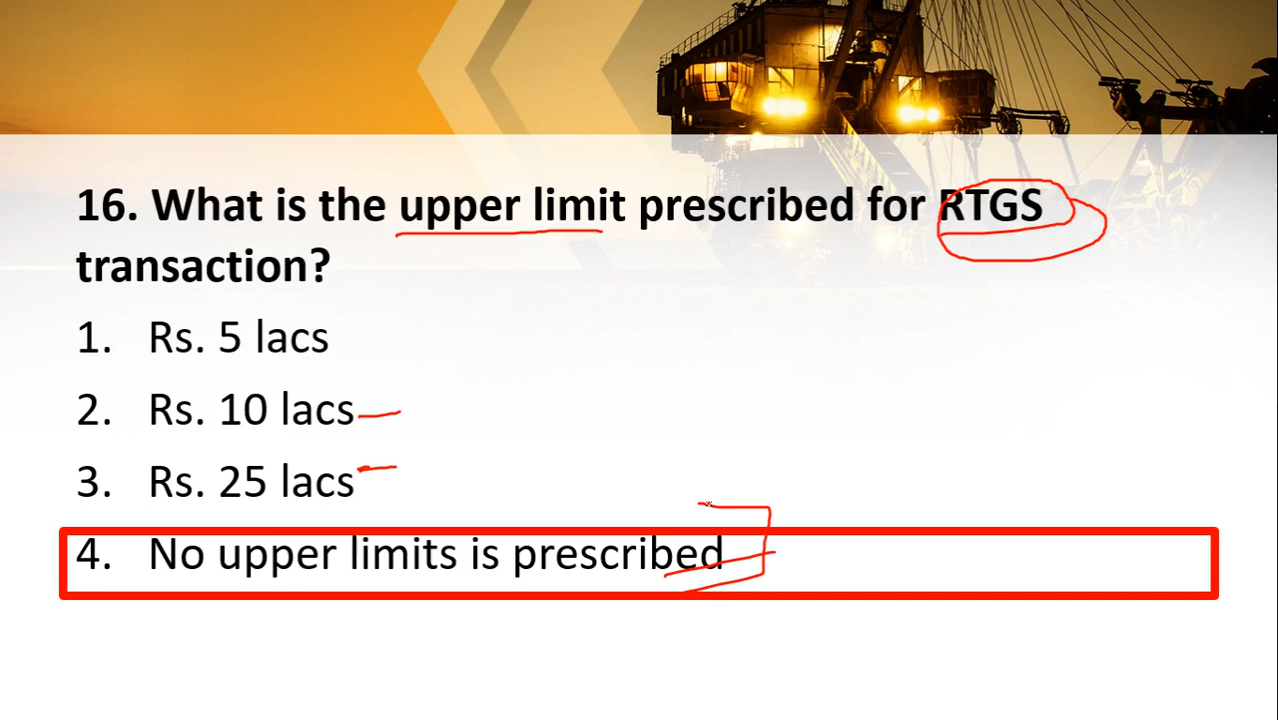 16. What is the upper limit prescribed for RTGS
transaction?
1. Rs. 5 lacs
2. Rs. 10 lacs
3. Rs. 25 lacs
4. No upper limits is prescribed